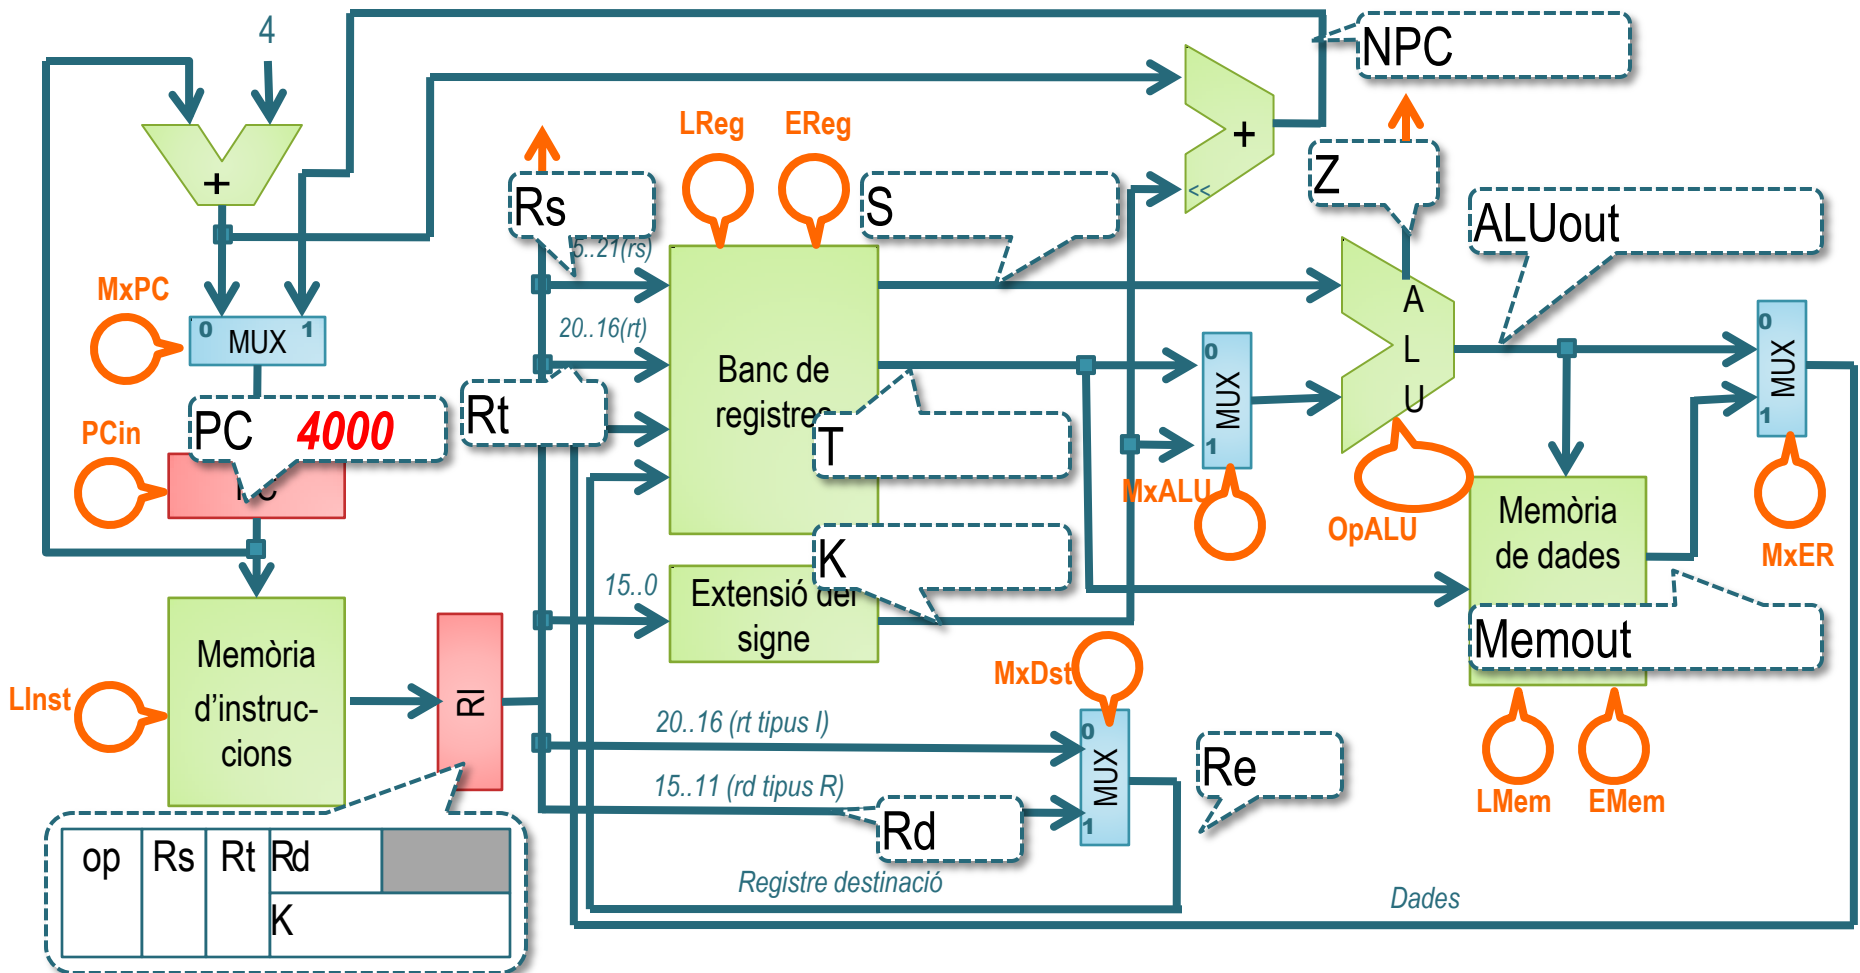 4
NPC
+
LReg
EReg
+
<<
Z
Rs
S
ALUout
5..21(rs)
MxPC
0
1
MUX
A
L
U
20..16(rt)
0
MUX
1
0
MUX
1
Banc de
registres
PC
4000
Rt
T
PCin
MxALU
OpALU
Memòria
de dades
MxER
K
15..0
Extensió del
signe
Memout
Memòria
d'instruc-
cions
LInst
RI
MxDst
20..16 (rt tipus I)
0
MUX
1
Re
15..11 (rd tipus R)
Rd
LMem
EMem
op
Rs
Rt
Rd
K
Registre destinació
Dades